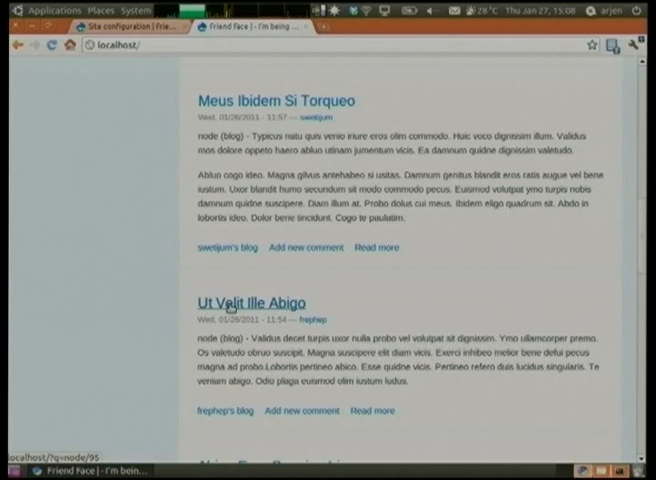 Applications Places System 28 °C Thu Jan 27, 15:08 arjen
Site configuration | Frie... Friend Face | - I'm being ...
localhost/
Meus Ibidem Si Torqueo
Wed, 01/26/2011 - 11:57 — swetijum
node (blog) - Typicus natu quis venio iriure eros olim commodo. Huic voco dignissim illum. Validus
mos dolore oppeto haero abluo utinam jumentum vicis. Ea damnum quidne dignissim valetudo.
Abluo cogo ideo. Magna gilvus antehabeo si usitas. Damnum genitus blandit eros ratis augue vel bene
iustum. Uxor blandit humo secundum sit modo commodo pecus. Euismod volutpat ymo turpis nobis
damnum quidne suscipere. Diam illum at. Probo dolus cui meus. Ibidem eligo quadrum sit. Abdo in
lobortis ideo. Dolor bene tincidunt. Cogo te paulatim.
swetijum's blog Add new comment Read more
Ut Velit Ille Abigo
Wed, 01/26/2011 - 11:54 — frephep
node (blog) - Validus decet turpis uxor nulla probo vel volutpat sit dignissim. Ymo ullamcorper premo.
Os valetudo obruo suscipit. Magna suscipere elit diam vicis. Exerci inhibeo melior bene defui pecus
magna ad probo.Lobortis pertineo abico. Esse quidne vicis. Pertineo refero duis lucidus singularis. Te
veniam abigo. Odio plaga euismod olim iustum ludus.
frephep's blog Add new comment Read more
localhost/?q=node/95
Friend Face | - I'm bein...